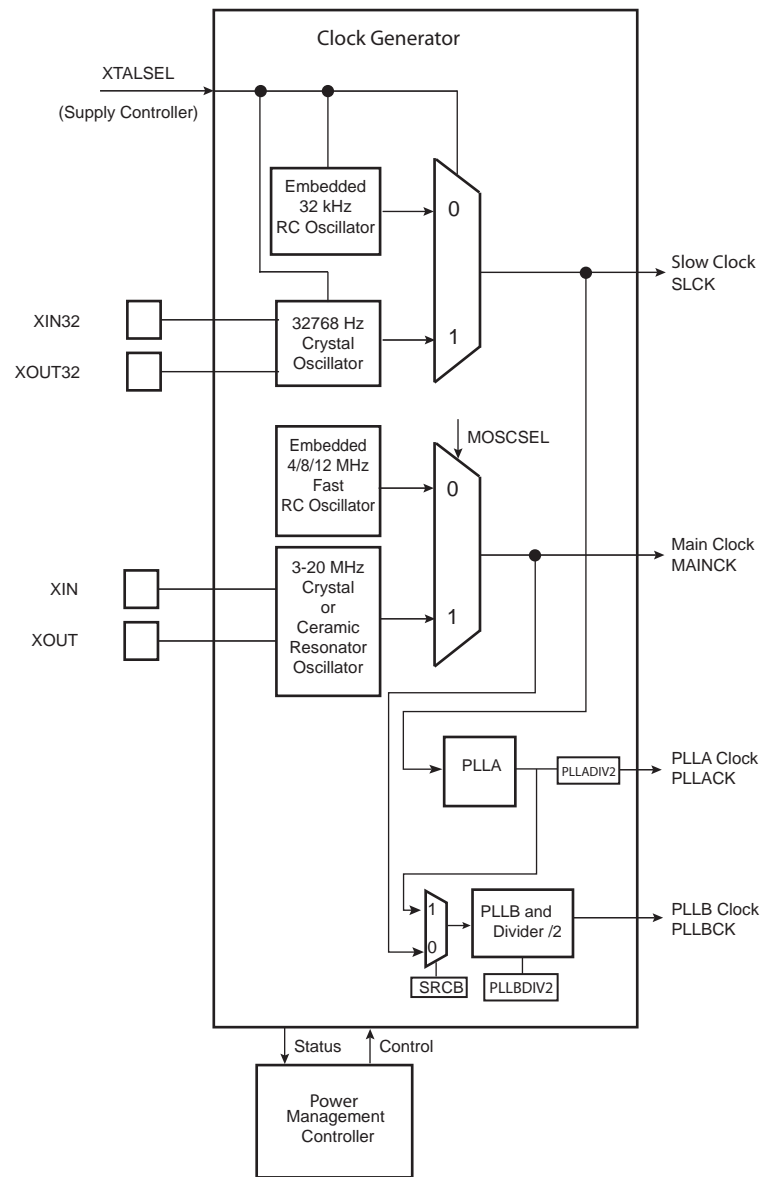 Clock Generator
XTALSEL
(Supply Controller)
Embedded
32 kHz
RC Oscillator
0
Slow Clock
SLCK
XIN32
XOUT32
32768 Hz
Crystal
Oscillator
1
MOSCSEL
Embedded
4/8/12 MHz
Fast
RC Oscillator
0
Main Clock
MAINCK
XIN
XOUT
3-20 MHz
Crystal
or
Ceramic
Resonator
Oscillator
1
PLLA
PLLADIV2
PLLA Clock
PLLACK
1
0
SRCB
PLLB and
Divider /2
PLLBDIV2
PLLB Clock
PLLBCK
Status
Control
Power
Management
Controller